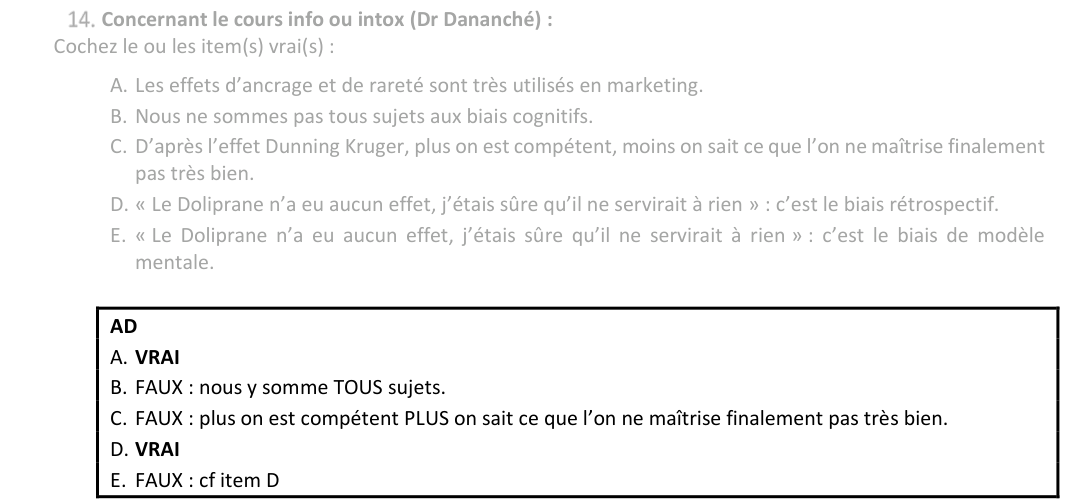 14. Concernant le cours info ou intox (Dr Dananché) :
Cochez le ou les item(s) vrai(s) :
A. Les effets d’ancrage et de rareté sont très utilisés en marketing.
B. Nous ne sommes pas tous sujets aux biais cognitifs.
C. D’après l’effet Dunning Kruger, plus on est compétent, moins on sait ce que l’on ne maîtrise finalement
pas très bien.
D. « Le Doliprane n’a eu aucun effet, j’étais sûre qu’il ne servirait à rien » : c’est le biais rétrospectif.
E. « Le Doliprane n’a eu aucun effet, j’étais sûre qu’il ne servirait à rien » : c’est le biais de modèle
mentale.
AD
A. VRAI
B. FAUX : nous y somme TOUS sujets.
C. FAUX : plus on est compétent PLUS on sait ce que l’on ne maîtrise finalement pas très bien.
D. VRAI
E. FAUX : cf item D